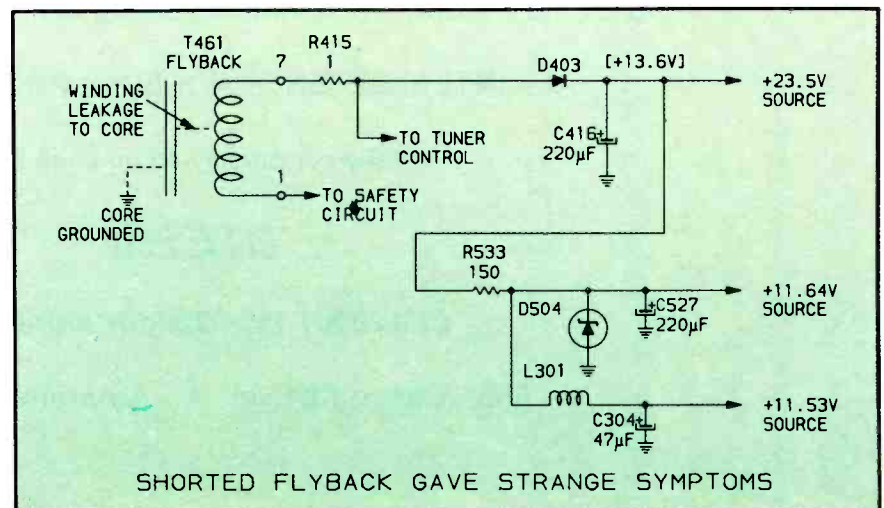 T461
FLYBACK
7
R415
1
D403
[+13.6V]
+23.5V
SOURCE
WINDING
LEAKAGE
TO CORE
C416
+
220µF
TO TUNER
CONTROL
1
TO SAFETY
CIRCUIT
CORE
GROUNDED
R533
150
D504
+
C527
220µF
+11.64V
SOURCE
L301
C304
+
47µF
+11.53V
SOURCE
SHORTED FLYBACK GAVE STRANGE SYMPTOMS